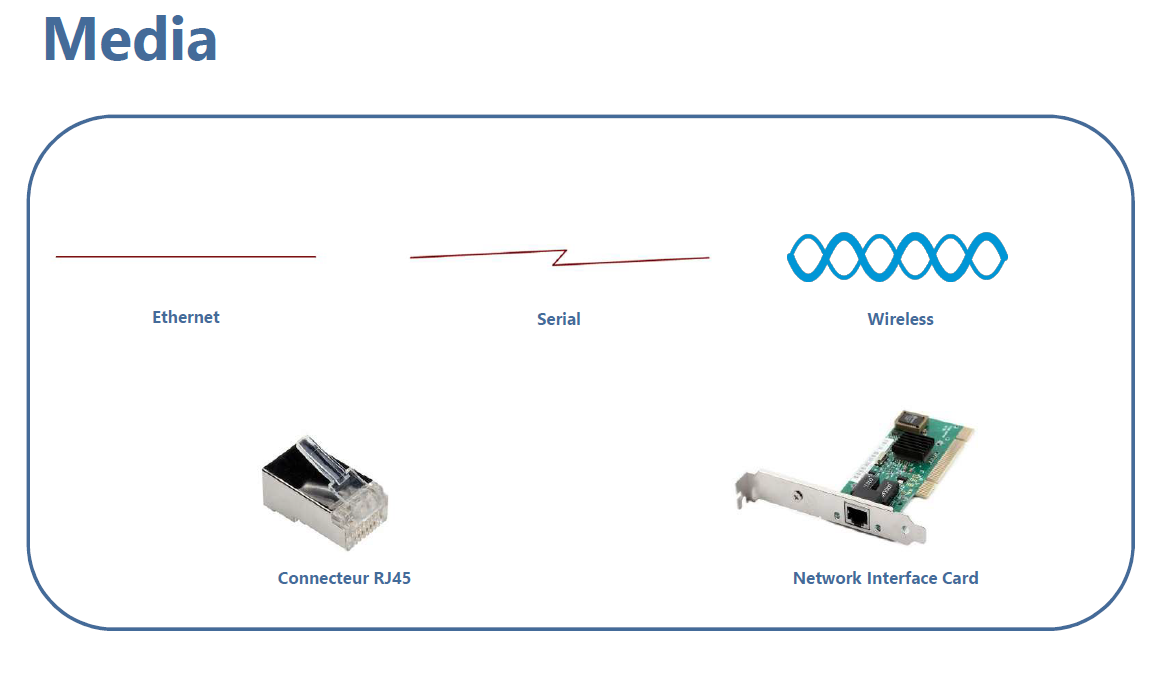 Media
Ethernet
Serial
Wireless
Connecteur RJ45
Network Interface Card